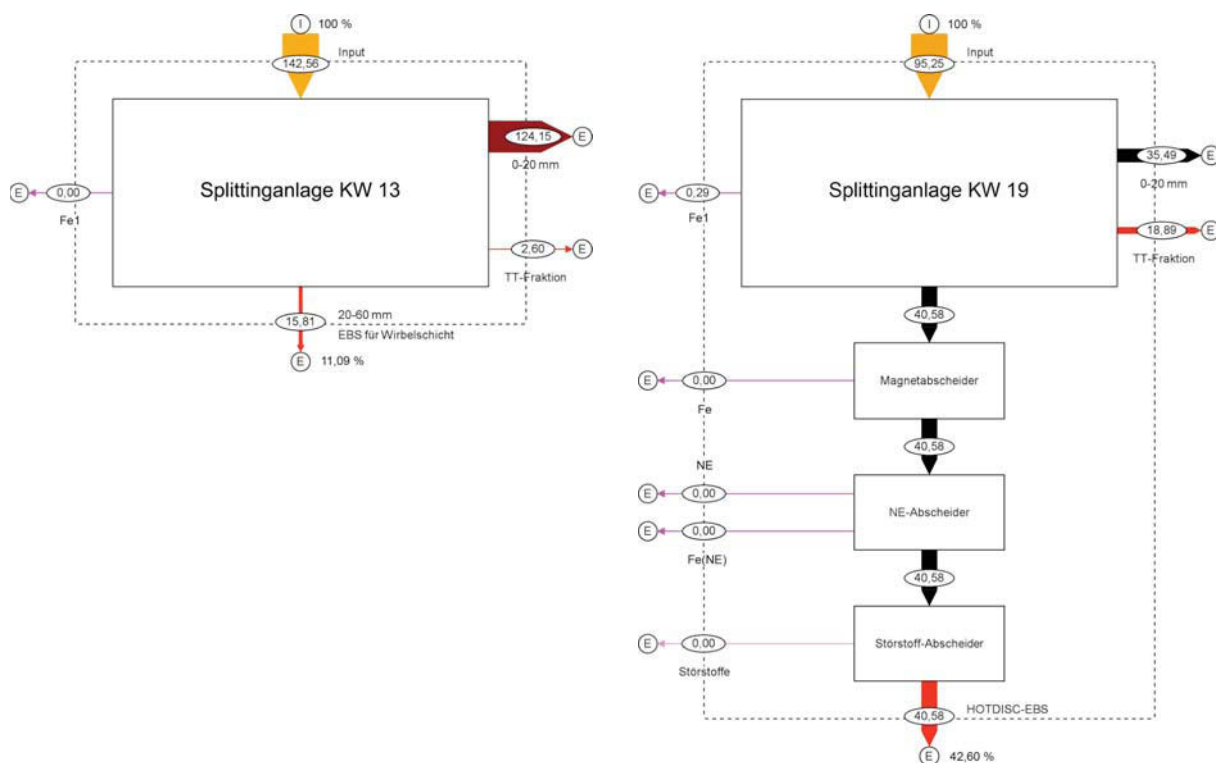 I 100 %
Input
142,56
124,15 E
0-20 mm
Splittinganlage KW 13
E 0,00
Fe1
2,60 E
TT-Fraktion
20-60 mm
15,81
EBS für Wirbelschicht
E 11,09 %
I 100 %
Input
95,25
35,49 E
0-20 mm
Splittinganlage KW 19
E 0,29
Fe1
18,89 E
TT-Fraktion
40,58
Magnetabscheider
E 0,00
Fe
40,58
NE
E 0,00
NE-Abscheider
E 0,00
Fe(NE)
40,58
Störstoff-Abscheider
E 0,00
Störstoffe
HOTDISC-EBS
40,58
E 42,60 %